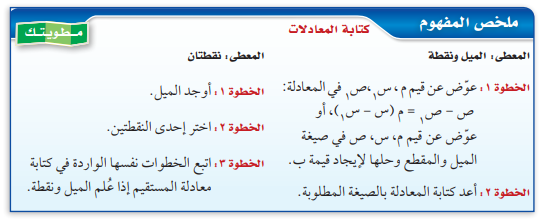 ملخص المفهوم
كتابة المعادلات
مـطويتـك
المعطى: الميل ونقطة
الخطوة ١: عوّض عن قيم م، س١، ص١ في المعادلة:
ص - ص١ = م (س - س١)، أو
عوّض عن قيم م، س، ص في صيغة
الميل والمقطع وحلها لإيجاد قيمة ب.
الخطوة ٢: أعد كتابة المعادلة بالصيغة المطلوبة.
المعطى: نقطتان
الخطوة ١: أوجد الميل.
الخطوة ٢: اختر إحدى النقطتين.
الخطوة ٣: اتبع الخطوات نفسها الواردة في كتابة
معادلة المستقيم إذا عُلم الميل ونقطة.